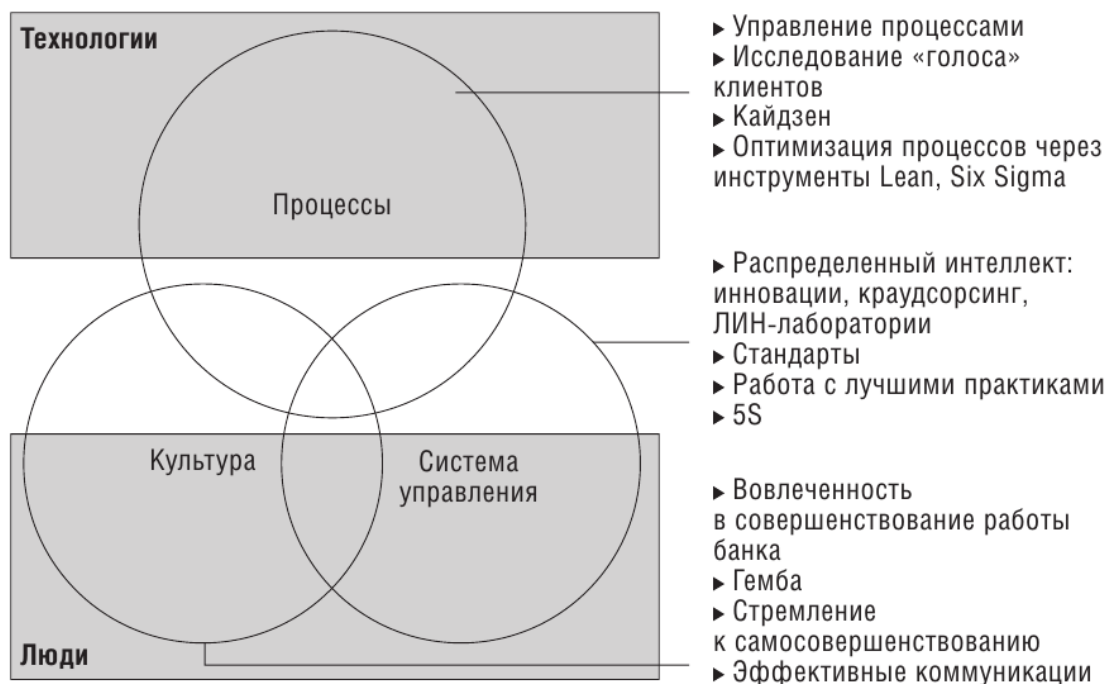 Технологии
Процессы
Культура
Система
управления
Люди
▸ Управление процессами
▸ Исследование «голоса»
клиентов
▸ Кайдзен
▸ Оптимизация процессов через
инструменты Lean, Six Sigma
▸ Распределенный интеллект:
инновации, краудсорсинг,
ЛИН-лаборатории
▸ Стандарты
▸ Работа с лучшими практиками
▸ 5S
▸ Вовлеченность
в совершенствование работы
банка
▸ Гемба
▸ Стремление
к самосовершенствованию
▸ Эффективные коммуникации